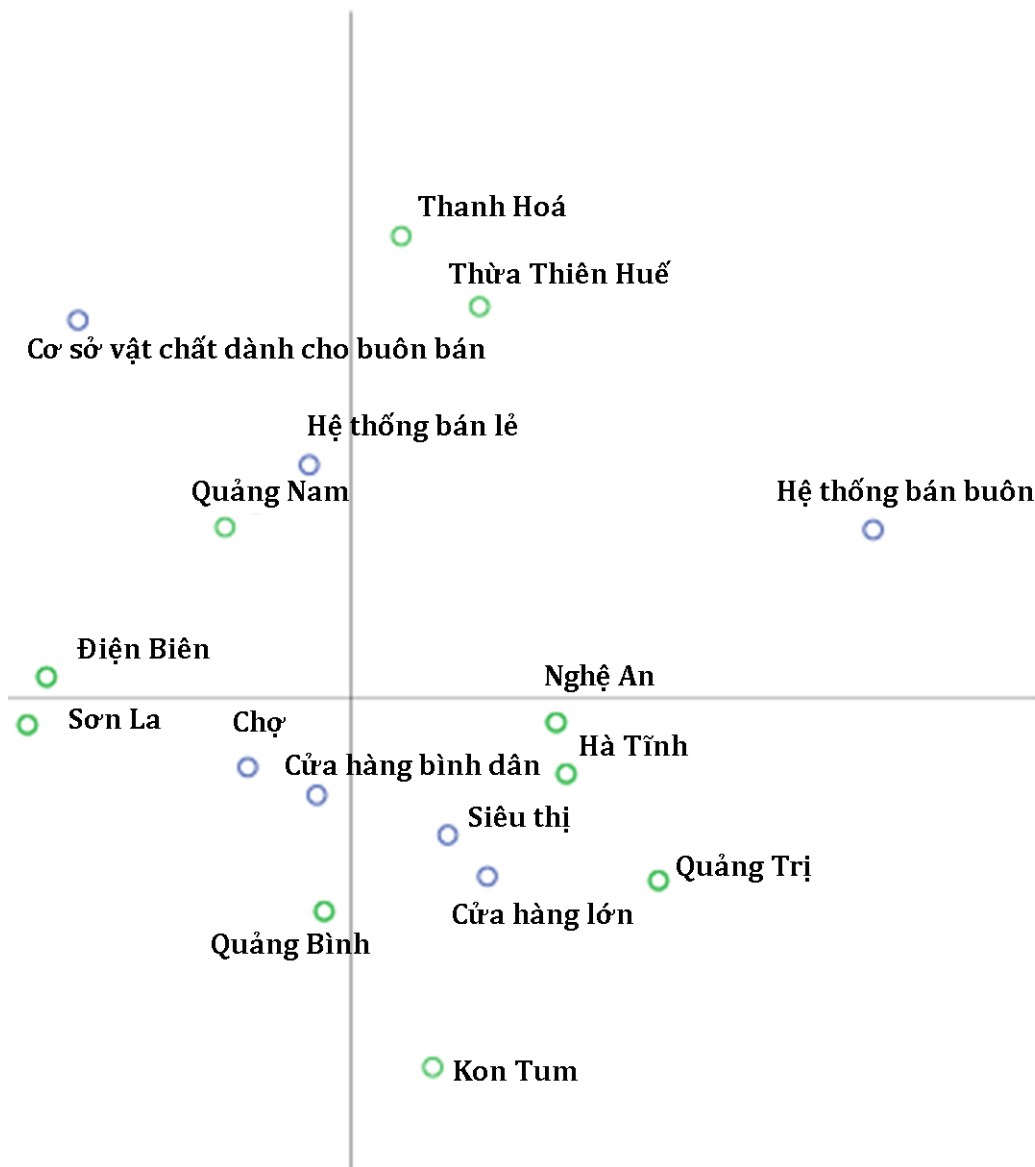 Thanh Hoá
Thừa Thiên Huế
Cơ sở vật chất dành cho buôn bán
Hệ thống bán lẻ
Quảng Nam
Hệ thống bán buôn
Điện Biên
Nghệ An
Sơn La
Chợ
Hà Tĩnh
Cửa hàng bình dân
Siêu thị
Quảng Trị
Cửa hàng lớn
Quảng Bình
Kon Tum